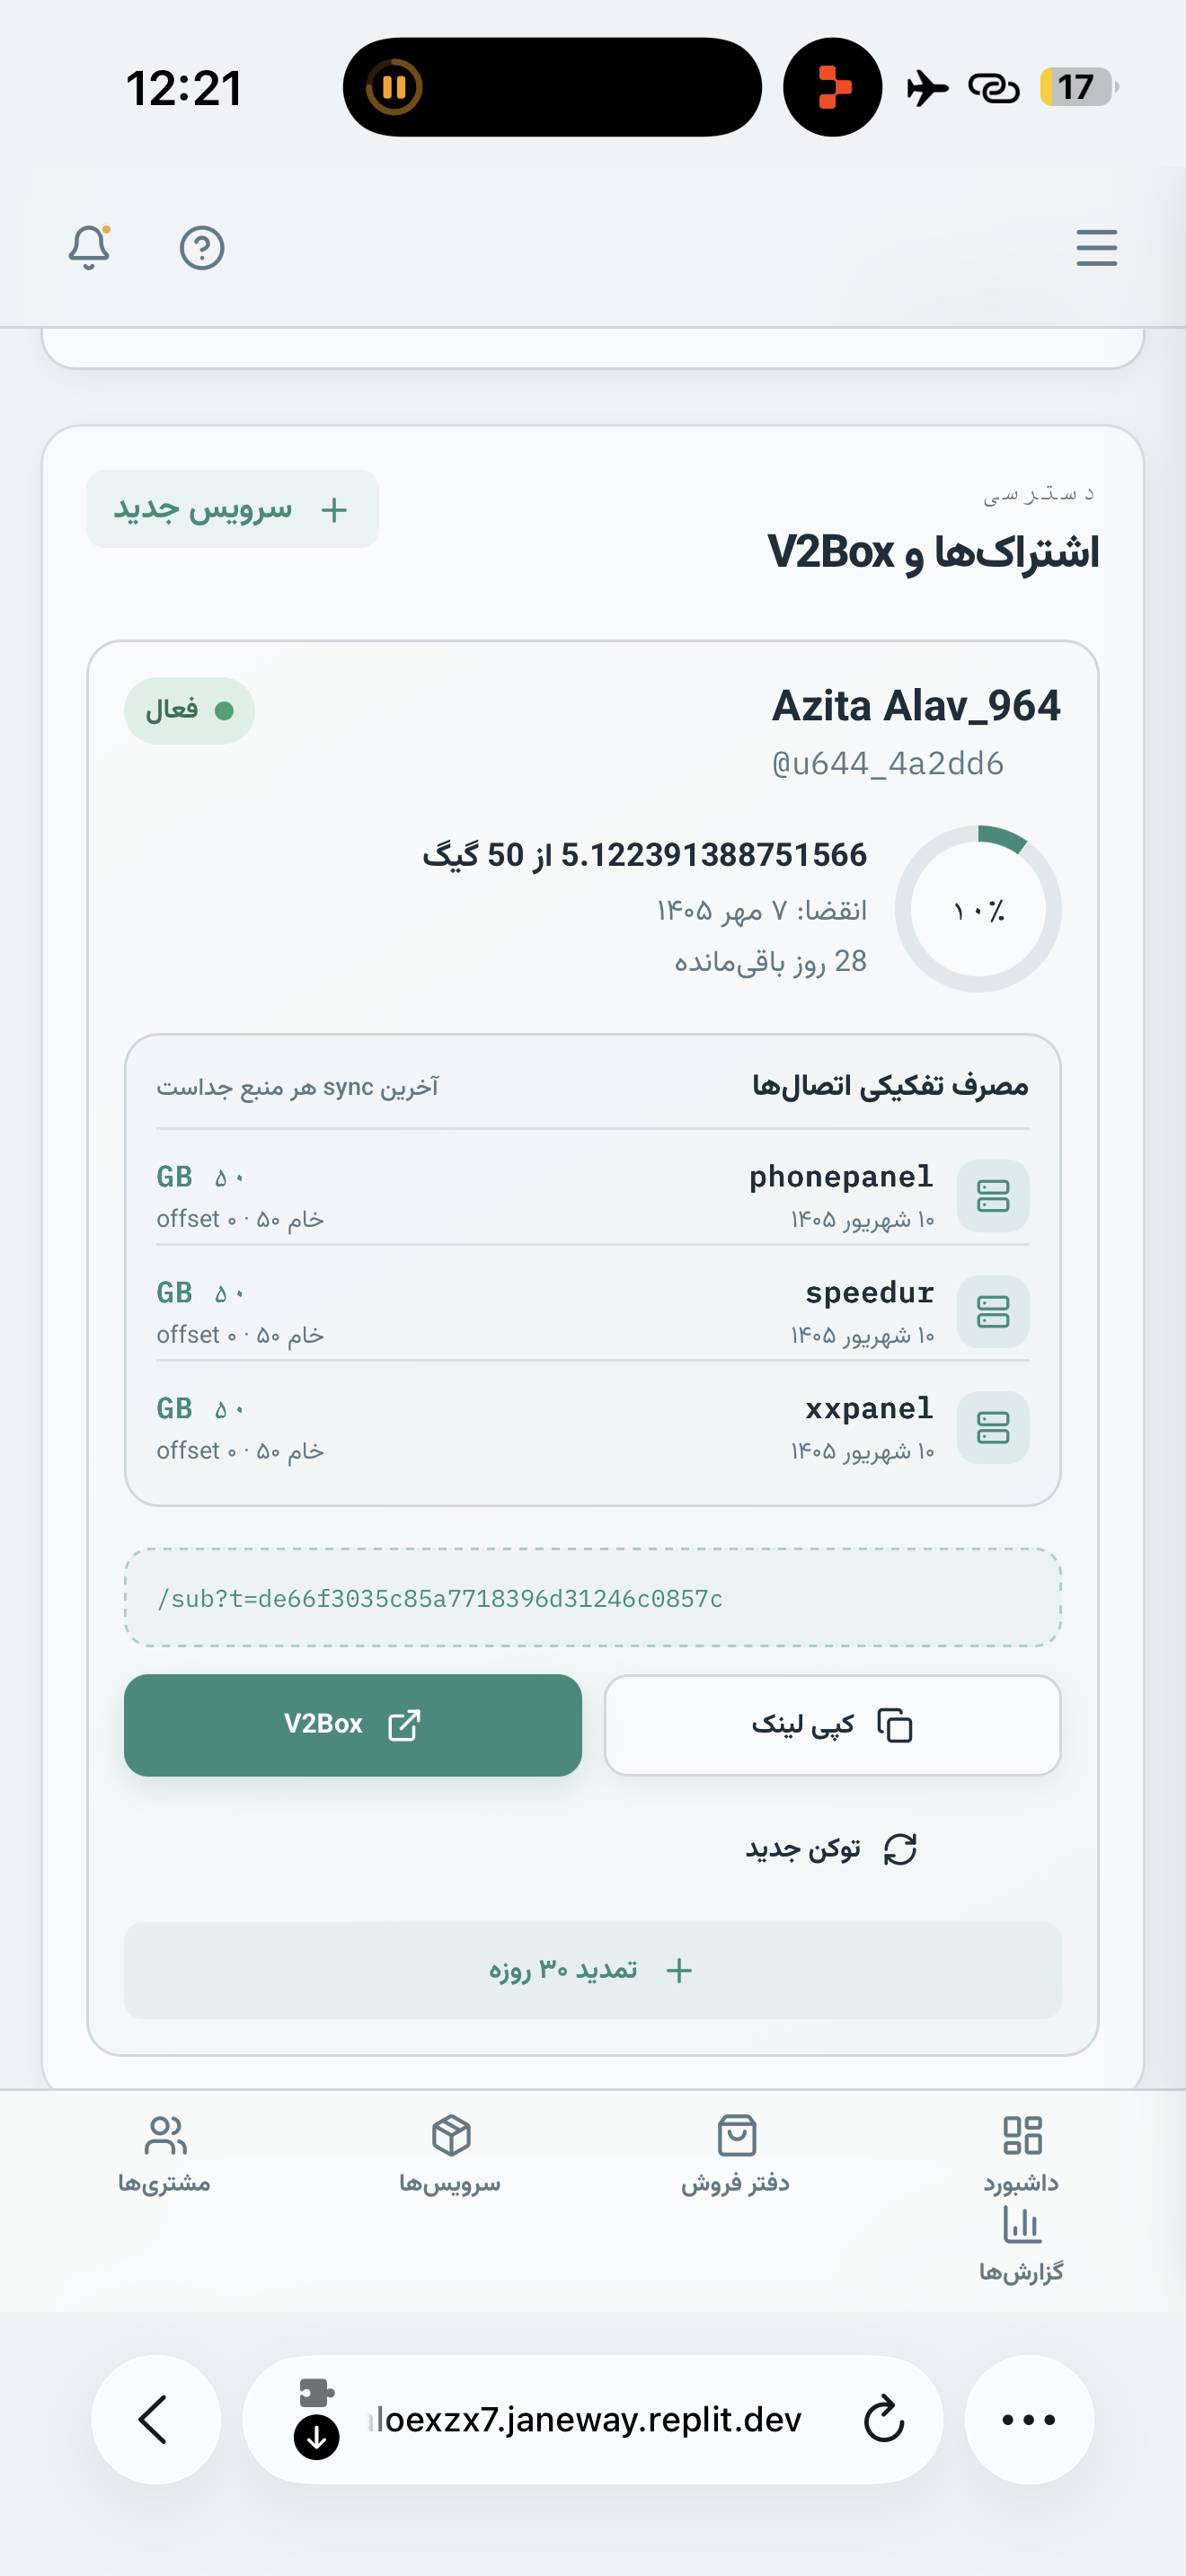 12:21
17
دسترسی
اشتراک‌ها و V2Box
سرویس جدید
Azita Alav_964
فعال
@u644_4a2dd6
۱۰٪
5.122391388751566 از 50 گیگ
انقضا: ۷ مهر ۱۴۰۵
28 روز باقی‌مانده
مصرف تفکیکی اتصال‌ها
آخرین sync هر منبع جداست
phonepanel
۵۰ GB
۱۰ شهریور ۱۴۰۵
خام ۵۰ · offset ۰
speedur
۵۰ GB
۱۰ شهریور ۱۴۰۵
خام ۵۰ · offset ۰
xxpanel
۵۰ GB
۱۰ شهریور ۱۴۰۵
خام ۵۰ · offset ۰
/sub?t=de66f3035c85a7718396d31246c0857c
کپی لینک
V2Box
توکن جدید
تمدید ۳۰ روزه
داشبورد
دفتر فروش
سرویس‌ها
مشتری‌ها
گزارش‌ها
loexzx7.janeway.replit.dev